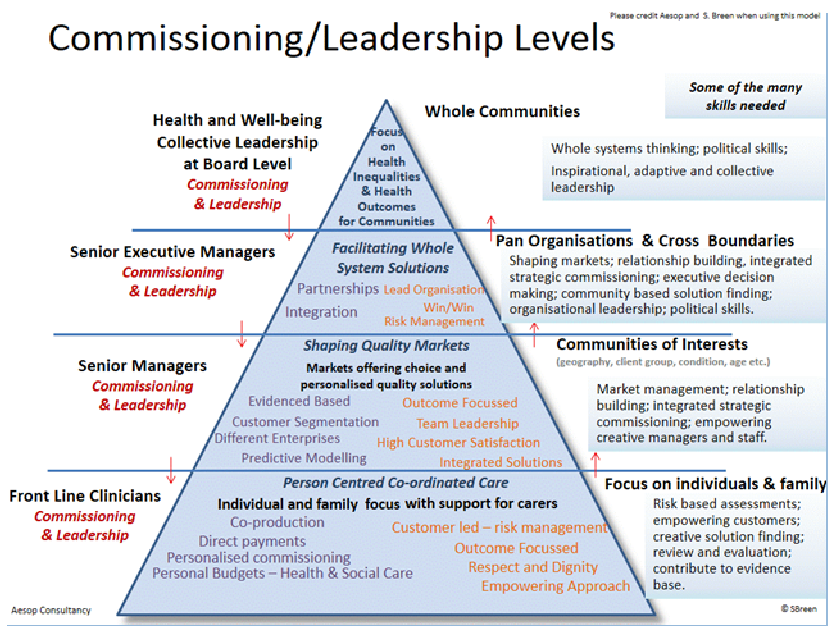 Please credit Aesop and S. Breen when using this model
Commissioning/Leadership Levels
Some of the many
skills needed
Health and Well-being
Collective Leadership
at Board Level
Commissioning
& Leadership
Focus
on
Health
Inequalities
& Health
Outcomes
for Communities
Whole Communities
Whole systems thinking; political skills;
Inspirational, adaptive and collective
leadership
Senior Executive Managers
Commissioning
& Leadership
Facilitating Whole
System Solutions
Partnerships
Integration
Lead Organisation
Win/Win
Risk Management
Pan Organisations & Cross Boundaries
Shaping markets; relationship building, integrated
strategic commissioning; executive decision
making; community based solution finding;
organisational leadership; political skills.
Senior Managers
Commissioning
& Leadership
Shaping Quality Markets
Markets offering choice and
personalised quality solutions
Evidenced Based
Customer Segmentation
Different Enterprises
Predictive Modelling
Outcome Focussed
Team Leadership
High Customer Satisfaction
Integrated Solutions
Communities of Interests
(geography, client group, condition, age etc.)
Market management; relationship
building; integrated strategic
commissioning; empowering
creative managers and staff.
Front Line Clinicians
Commissioning
& Leadership
Person Centred Co-ordinated Care
Individual and family focus with support for carers
Co-production
Direct payments
Personalised commissioning
Personal Budgets – Health & Social Care
Customer led – risk management
Outcome Focussed
Respect and Dignity
Empowering Approach
Focus on individuals & family
Risk based assessments;
empowering customers;
creative solution finding;
review and evaluation;
contribute to evidence
base.
Aesop Consultancy
© SBreen